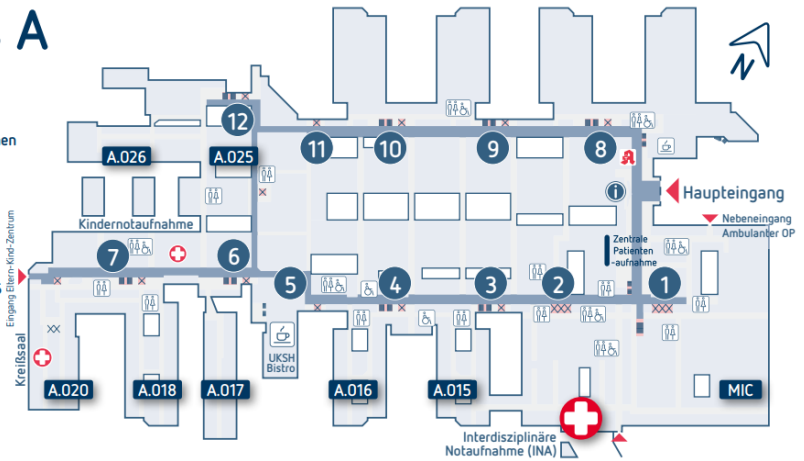 A
en
N
12
11
10
9
8
A.026
A.025
A
i
Haupteingang
Nebeneingang
Ambulanter OP
Kindernotaufnahme
Zentrale
Patienten
-aufnahme
Eingang Eltern-Kind-Zentrum
7
6
5
4
3
2
1
Kreißsaal
UKSH
Bistro
A.020
A.018
A.017
A.016
A.015
MIC
Interdisziplinäre
Notaufnahme (INA)